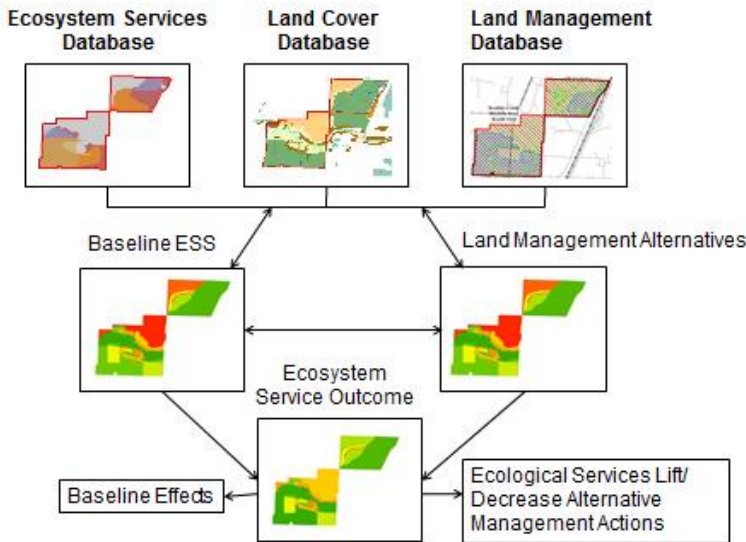 Ecosystem Services
Database
Land Cover
Database
Land Management
Database
Baseline ESS
Land Management Alternatives
Ecosystem
Service Outcome
Baseline Effects
Ecological Services Lift/
Decrease Alternative
Management Actions